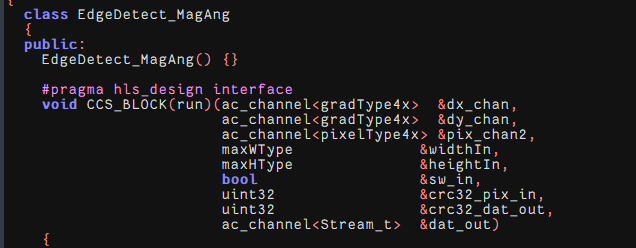 {
class EdgeDetect_MagAng
{
public:
EdgeDetect_MagAng() {}
#pragma hls_design interface
void CCS_BLOCK(run)(ac_channel<gradType4x> &dx_chan,
ac_channel<gradType4x> &dy_chan,
ac_channel<pixelType4x> &pix_chan2,
maxWType &widthIn,
maxHType &heightIn,
bool &sw_in,
uint32 &crc32_pix_in,
uint32 &crc32_dat_out,
ac_channel<Stream_t> &dat_out)
{